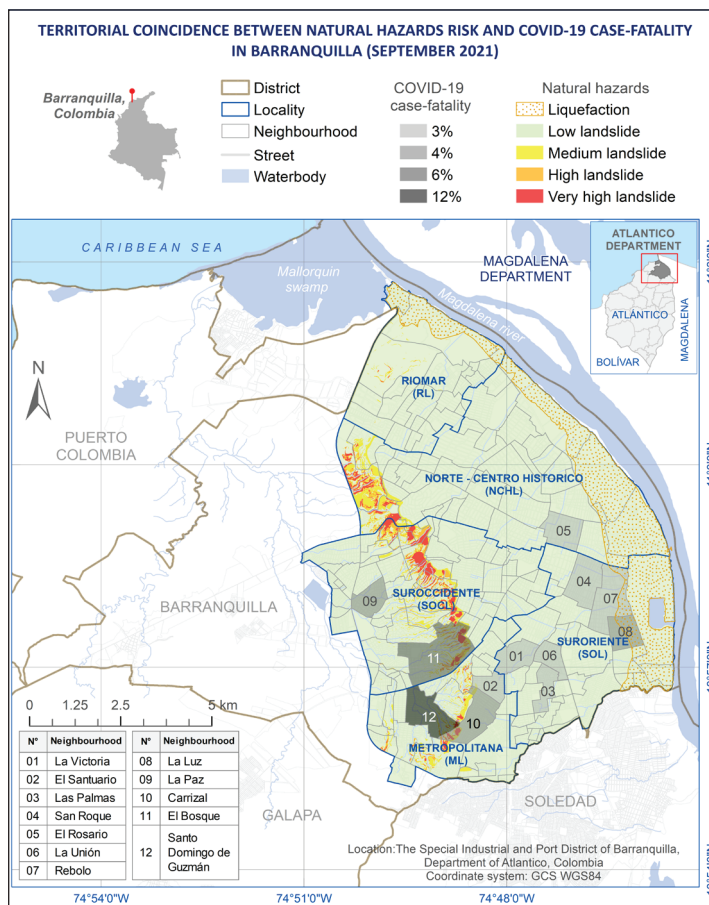 TERRITORIAL COINCIDENCE BETWEEN NATURAL HAZARDS RISK AND COVID-19 CASE-FATALITY
IN BARRANQUILLA (SEPTEMBER 2021)
Barranquilla,
Colombia
District
Locality
Neighbourhood
Street
Waterbody
COVID-19
case-fatality
3%
4%
6%
12%
Natural hazards
Liquefaction
Low landslide
Medium landslide
High landslide
Very high landslide
CARIBBEAN SEA
Mallorquin
swamp
MAGDALENA
DEPARTMENT
Magdalena river
ATLANTICO
DEPARTMENT
ATLÁNTICO
MAGDALENA
BOLÍVAR
N
RIOMAR
(RL)
PUERTO
COLOMBIA
NORTE - CENTRO HISTORICO
(NCHL)
05
04
07
08
BARRANQUILLA
09
SUROCCIDENTE
(SOCL)
SURORIENTE
(SOL)
11
01
06
02
03
12
10
METROPOLITANA
(ML)
GALAPA
SOLEDAD
0 5 km
1.25 2.5
N° Neighbourhood
01 La Victoria
02 El Santuario
03 Las Palmas
04 San Roque
05 El Rosario
06 La Unión
07 Rebolo
N° Neighbourhood
08 La Luz
09 La Paz
10 Carrizal
11 El Bosque
12 Santo
Domingo de
Guzmán
Location:The Special Industrial and Port District of Barranquilla,
Department of Atlantico, Colombia
Coordinate system: GCS WGS84
74°54'0"W 74°51'0"W 74°48'0"W